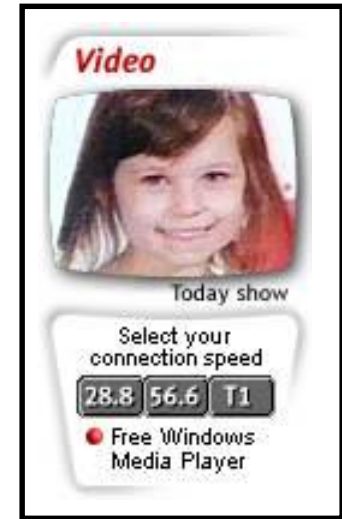 Video
Today show
Select your
connection speed
28.8 56.6 T1
Free Windows
Media Player